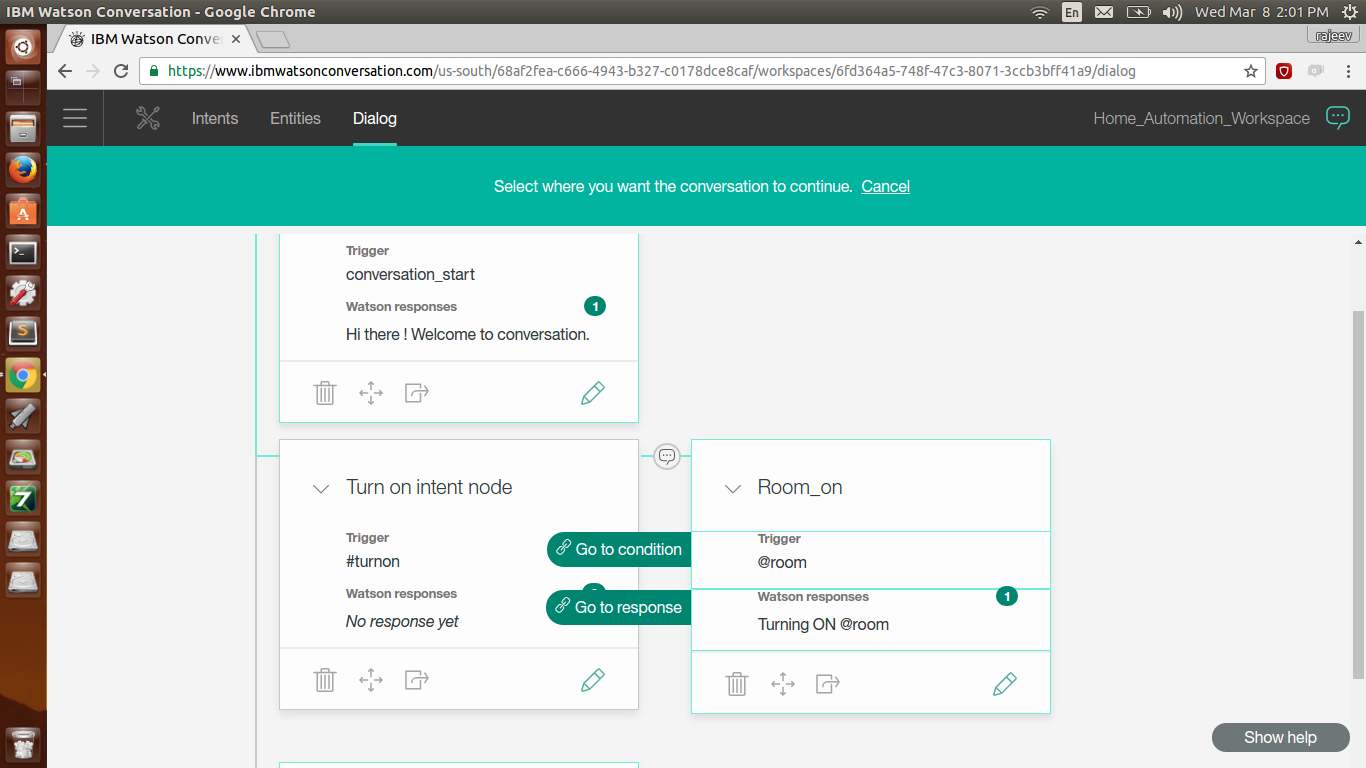 IBM Watson Conversation - Google Chrome
En
Wed Mar 8 2:01 PM
IBM Watson Conve
rajeev
https://www.ibmwatsonconversation.com/us-south/68af2fea-c666-4943-b327-c0178dce8caf/workspaces/6fd364a5-748f-47c3-8071-3ccb3bff41a9/dialog
Intents
Entities
Dialog
Home_Automation_Workspace
Select where you want the conversation to continue. Cancel
Trigger
conversation_start
Watson responses
1
Hi there ! Welcome to conversation.
Turn on intent node
Trigger
#turnon
Watson responses
No response yet
Go to condition
Go to response
Room_on
Trigger
@room
Watson responses
1
Turning ON @room
Show help